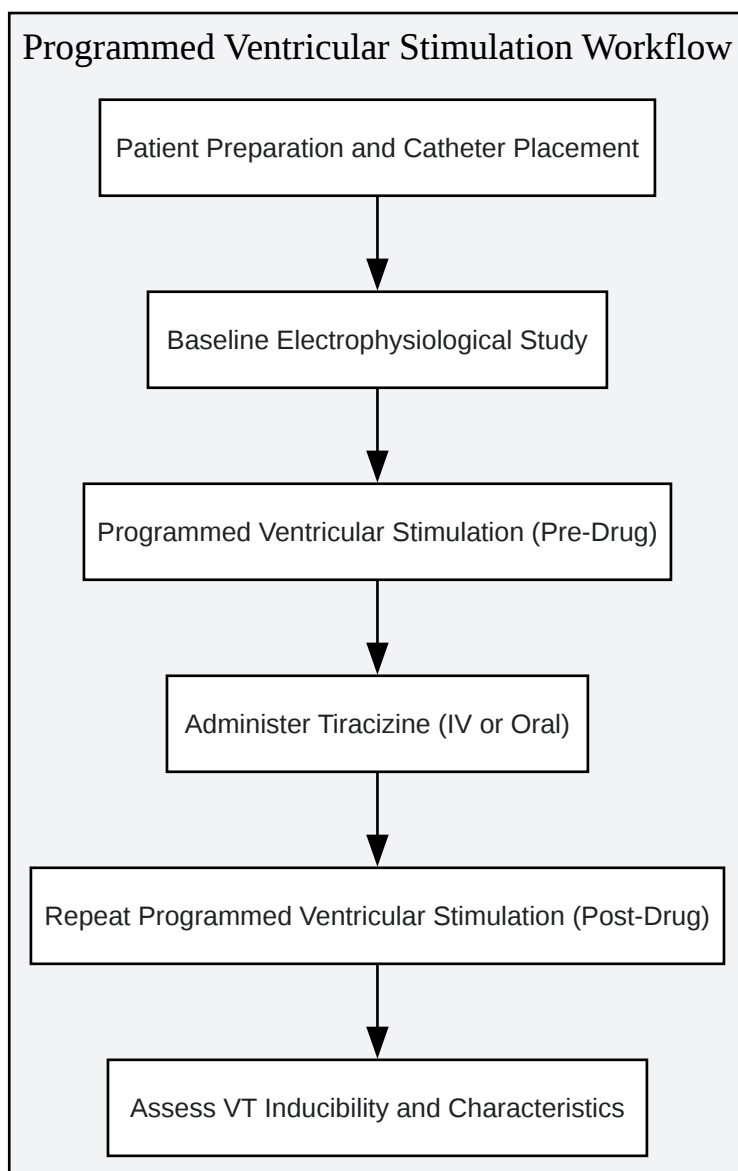 Programmed Ventricular Stimulation Workflow
Patient Preparation and Catheter Placement
Baseline Electrophysiological Study
Programmed Ventricular Stimulation (Pre-Drug)
Administer Tiracizine (IV or Oral)
Repeat Programmed Ventricular Stimulation (Post-Drug)
Assess VT Inducibility and Characteristics